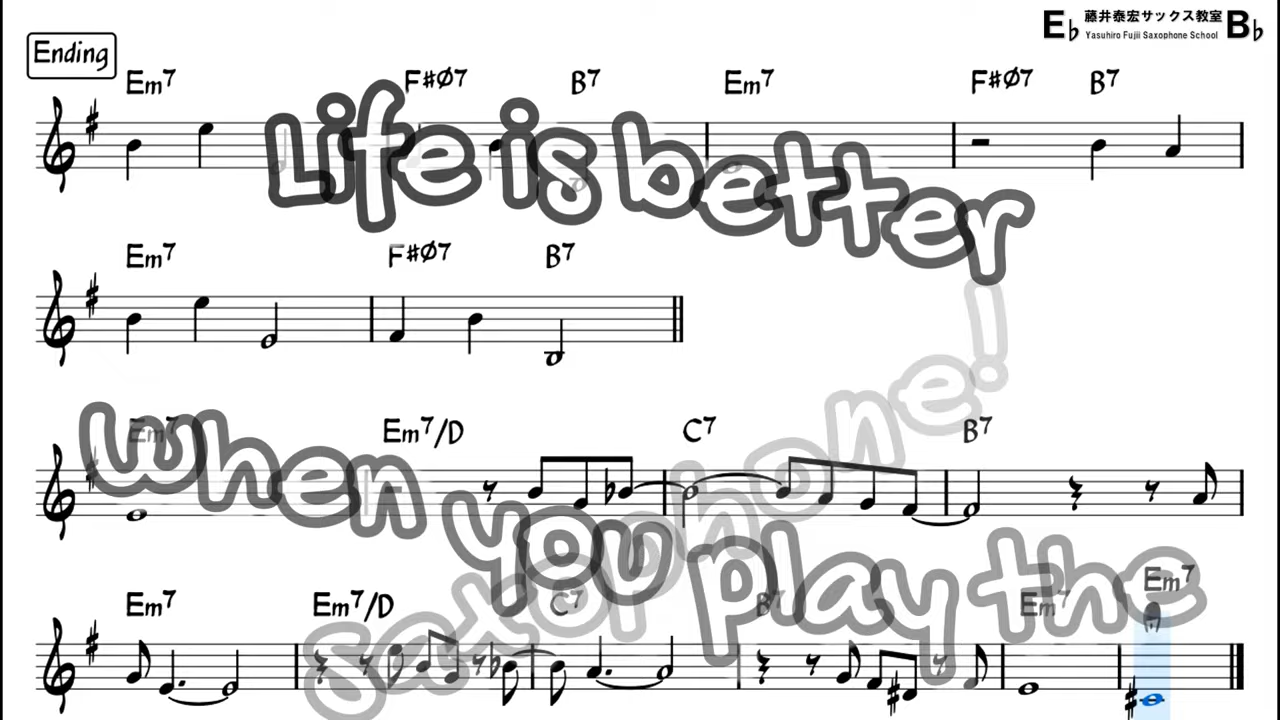 E♭ 藤井泰宏サックス教室 B♭
Yasuhiro Fujii Saxophone School
Ending
Em7 F#Ø7 B7 Em7 F#Ø7 B7
Life is better
Em7 F#Ø7 B7
Em7 Em7/D C7 B7
when you play the
saxophone!
Em7 Em7/D C7 B7 Em7 Em7